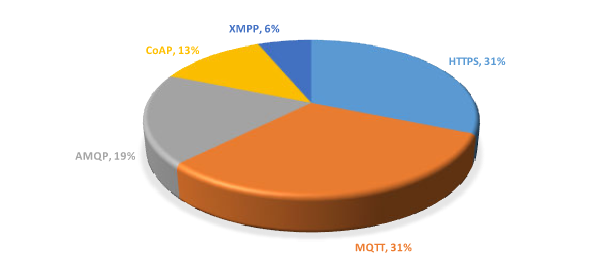 XMPP, 6%
CoAP, 13%
HTTPS, 31%
AMQP, 19%
MQTT, 31%